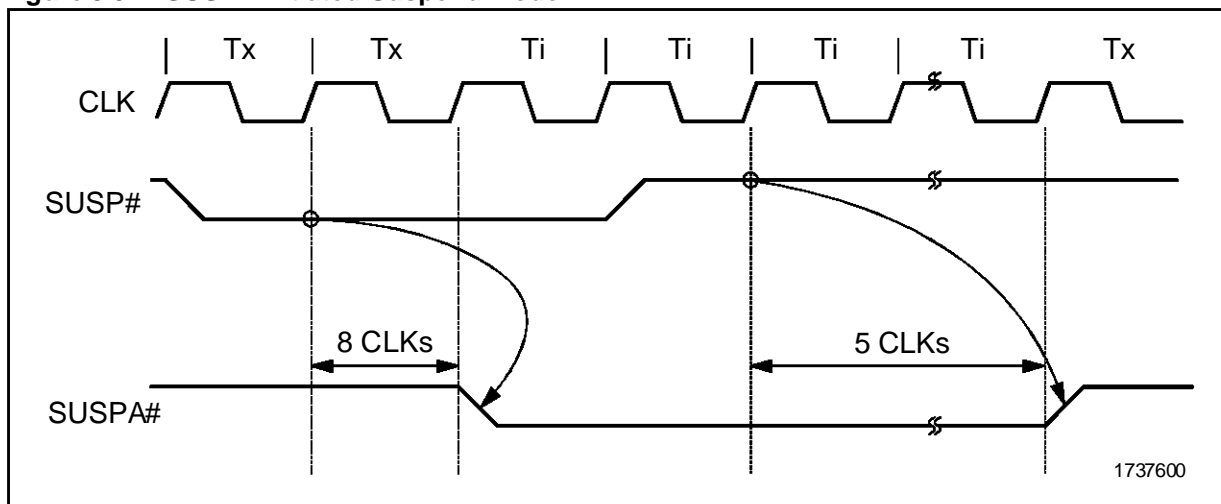 | Tx | Tx | Ti | Ti | Ti | Ti | Tx
CLK
SUSP#
8 CLKs
5 CLKs
SUSPA#
1737600